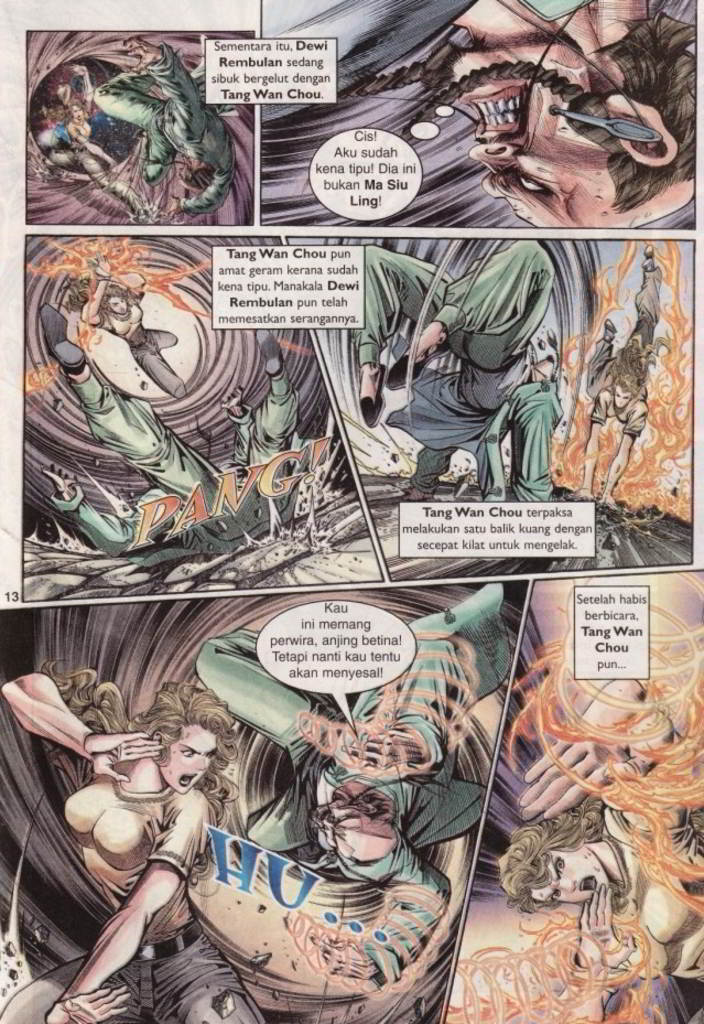 Sementara itu, Dewi
Rembulan sedang
sibuk bergelut dengan
Tang Wan Chou.
Cis!
Aku sudah
kena tipu! Dia ini
bukan Ma Siu
Ling!
Tang Wan Chou pun
amat geram kerana sudah
kena tipu. Manakala Dewi
Rembulan pun telah
memesatkan serangannya.
PANG!
Tang Wan Chou terpaksa
melakukan satu balik kuang dengan
secepat kilat untuk mengelak.
13
Kau
ini memang
perwira, anjing betina!
Tetapi nanti kau tentu
akan menyesal!
HU...
Setelah habis
berbicara,
Tang Wan
Chou
pun...